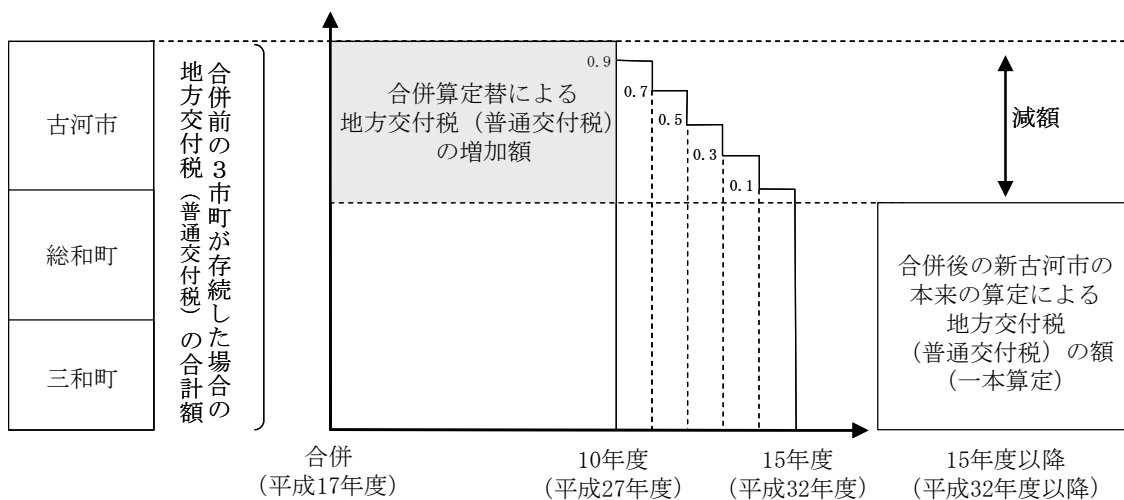 古河市
総和町
三和町
合併前の３市町が存続した場合の
地方交付税（普通交付税）の合計額
合併算定替による
地方交付税（普通交付税）
の増加額
0.9
0.7
0.5
0.3
0.1
減額
合併後の新古河市の
本来の算定による
地方交付税
（普通交付税）の額
（一本算定）
合併
（平成17年度）
10年度
（平成27年度）
15年度
（平成32年度）
15年度以降
（平成32年度以降）